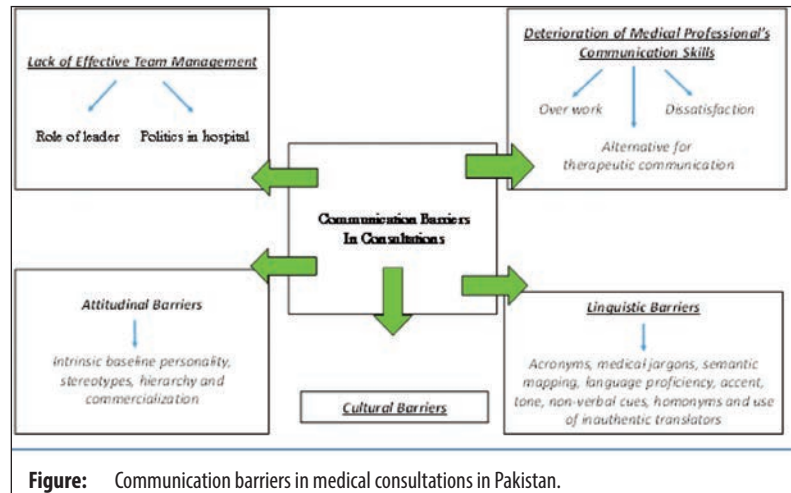 Lack of Effective Team Management
Role of leader
Politics in hospital
Deterioration of Medical Professional's
Communication Skills
Over work
Dissatisfaction
Alternative for
therapeutic communication
Communication Barriers
In Consultations
Attitudinal Barriers
Intrinsic baseline personality,
stereotypes, hierarchy and
commercialization
Cultural Barriers
Linguistic Barriers
Acronyms, medical jargons, semantic
mapping, language proficiency, accent,
tone, non-verbal cues, homonyms and use
of inauthentic translators
Figure: Communication barriers in medical consultations in Pakistan.